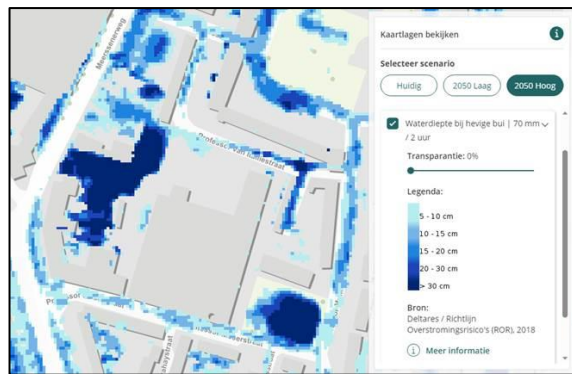 Kaartlagen bekijken
Selecteer scenario
Huidig
2050 Laag
2050 Hoog
Waterdiepte bij hevige bui | 70 mm
/ 2 uur
Transparantie: 0%
Legenda:
5 - 10 cm
10 - 15 cm
15 - 20 cm
20 - 30 cm
> 30 cm
Bron:
Deltares / Richtlijn
Overstromingsrisico's (ROR), 2018
Meer informatie
Meerssenerweg